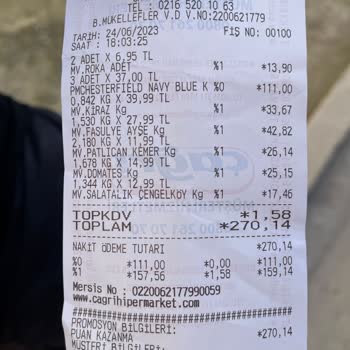 TEL : 0216 520 10 63
B.MUKELLEFLER V.D V.NO:2200621779
TARİH: 24/06/2023 FİŞ NO: 00100
SAAT : 18:03:25
2 ADET X 6,95 TL
MV.ROKA ADET %1 *13,90
3 ADET X 37,00 TL
PMCHESTERFİELD NAVY BLUE K %0 *111,00
0,842 KG X 39,99 TL
MV.KİRAZ Kg %1 *33,67
1,530 KG X 27,99 TL
MV.FASULYE AYŞE Kg %1 *42,82
2,180 KG X 11,99 TL
MV.PATLICAN KEMER Kg %1 *26,14
1,678 KG X 14,99 TL
MV.DOMATES Kg %1 *25,15
1,344 KG X 12,99 TL
MV.SALATALIK ÇENGELKÖY Kg %1 *17,46
TOPKDV *1,58
TOPLAM *270,14
NAKİT ÖDEME TUTARI *270,14
%0 *111,00 *0,00 *111,00
%1 *157,56 *1,58 *159,14
Mersis No : 0220062177990059
www.cagrihipermarket.com
##########################################
PROMOSYON BİLGİLERİ:
PUAN KAZANMA *270,14
MÜŞTERİ BİLGİLERİ: